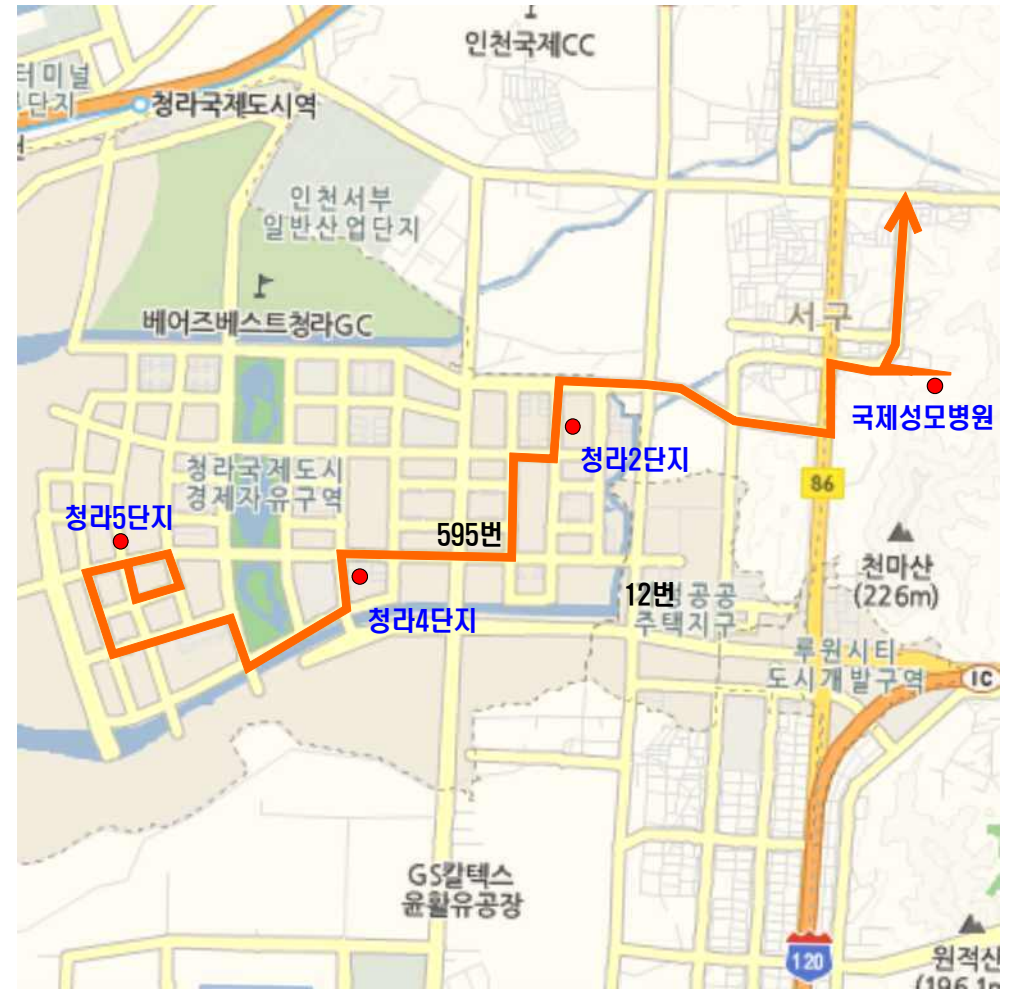 인천국제CC
터미널
단지
청라국제도시역
인천서부
일반산업단지
베어즈베스트청라GC
서구
국제성모병원
청라2단지
청라국제도시
경제자유구역
86
청라5단지
595번
천마산
(226m)
12번
공공
주택지구
청라4단지
루원시티
도시개발구역
IC
GS칼텍스
윤활유공장
120
원적산
(196.1m